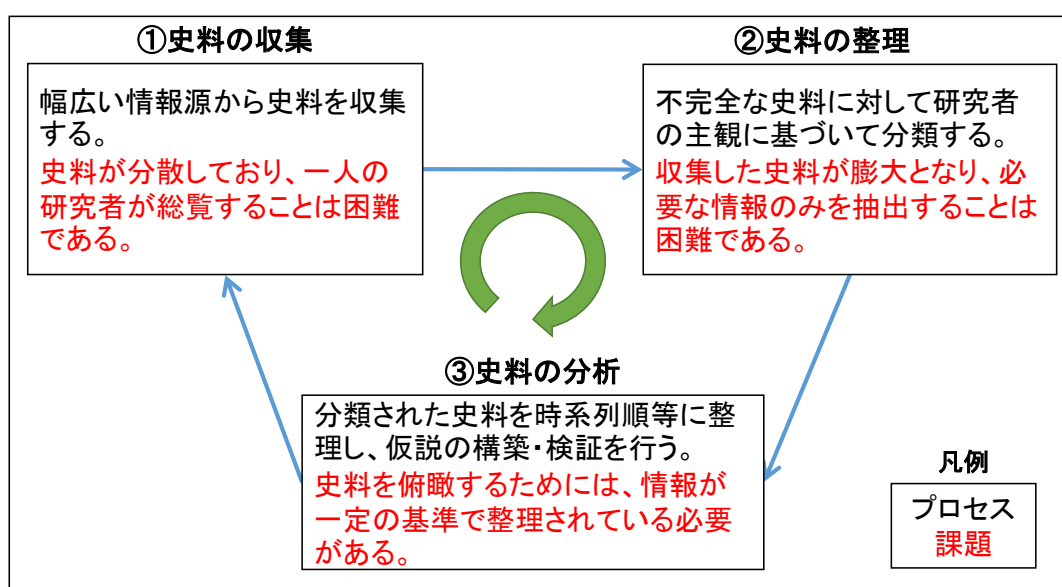 ①史料の収集
幅広い情報源から史料を収集
する。
史料が分散しており、一人の
研究者が総覧することは困難
である。
②史料の整理
不完全な史料に対して研究者
の主観に基づいて分類する。
収集した史料が膨大となり、必
要な情報のみを抽出することは
困難である。
③史料の分析
分類された史料を時系列順等に整
理し、仮説の構築・検証を行う。
史料を俯瞰するためには、情報が
一定の基準で整理されている必要
がある。
凡例
プロセス
課題